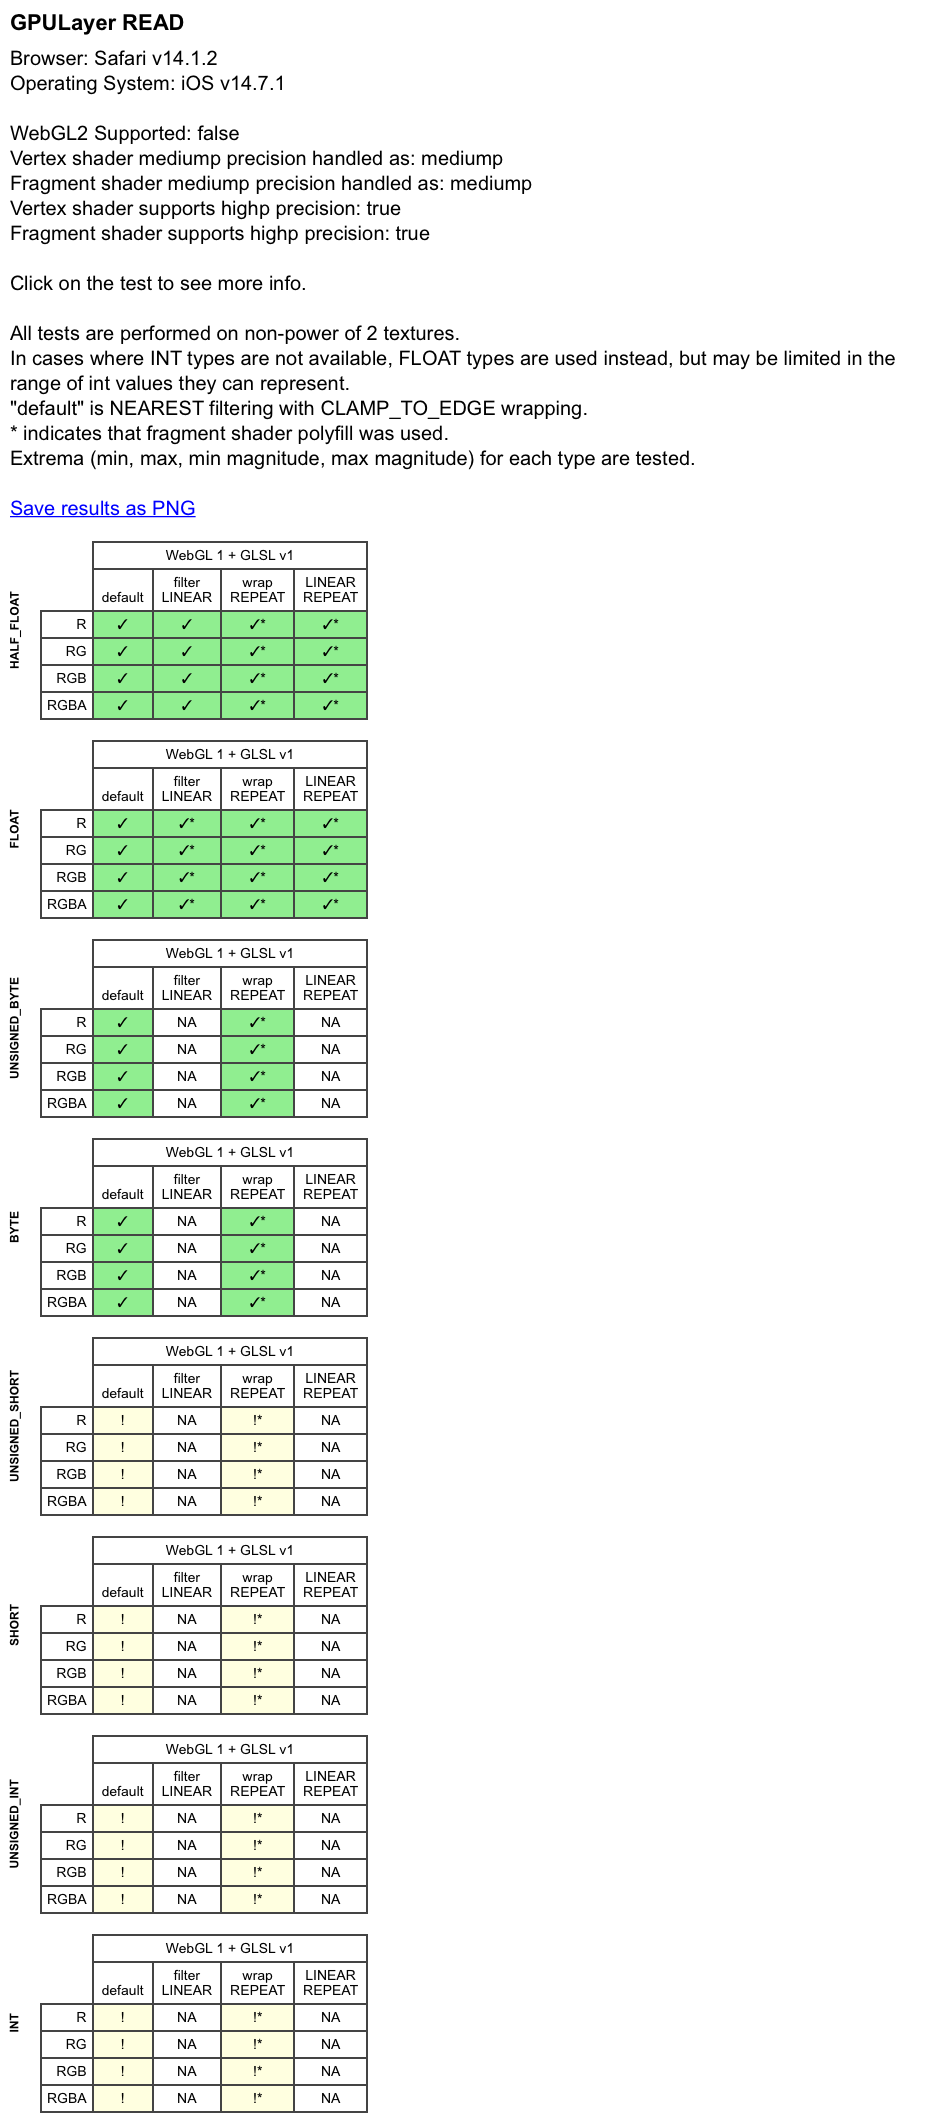 GPULayer READ
Browser: Safari v14.1.2
Operating System: iOS v14.7.1
WebGL2 Supported: false
Vertex shader mediump precision handled as: mediump
Fragment shader mediump precision handled as: mediump
Vertex shader supports highp precision: true
Fragment shader supports highp precision: true
Click on the test to see more info.
All tests are performed on non-power of 2 textures.
In cases where INT types are not available, FLOAT types are used instead, but may be limited in the
range of int values they can represent.
"default" is NEAREST filtering with CLAMP_TO_EDGE wrapping.
* indicates that fragment shader polyfill was used.
Extrema (min, max, min magnitude, max magnitude) for each type are tested.
Save results as PNG
HALF_FLOAT
WebGL 1 + GLSL v1
default filter LINEAR wrap REPEAT LINEAR REPEAT
R ✓ ✓ ✓* ✓*
RG ✓ ✓ ✓* ✓*
RGB ✓ ✓ ✓* ✓*
RGBA ✓ ✓ ✓* ✓*
FLOAT
WebGL 1 + GLSL v1
default filter LINEAR wrap REPEAT LINEAR REPEAT
R ✓ ✓* ✓* ✓*
RG ✓ ✓* ✓* ✓*
RGB ✓ ✓* ✓* ✓*
RGBA ✓ ✓* ✓* ✓*
UNSIGNED_BYTE
WebGL 1 + GLSL v1
default filter LINEAR wrap REPEAT LINEAR REPEAT
R ✓ NA ✓* NA
RG ✓ NA ✓* NA
RGB ✓ NA ✓* NA
RGBA ✓ NA ✓* NA
BYTE
WebGL 1 + GLSL v1
default filter LINEAR wrap REPEAT LINEAR REPEAT
R ✓ NA ✓* NA
RG ✓ NA ✓* NA
RGB ✓ NA ✓* NA
RGBA ✓ NA ✓* NA
UNSIGNED_SHORT
WebGL 1 + GLSL v1
default filter LINEAR wrap REPEAT LINEAR REPEAT
R ! NA !* NA
RG ! NA !* NA
RGB ! NA !* NA
RGBA ! NA !* NA
SHORT
WebGL 1 + GLSL v1
default filter LINEAR wrap REPEAT LINEAR REPEAT
R ! NA !* NA
RG ! NA !* NA
RGB ! NA !* NA
RGBA ! NA !* NA
UNSIGNED_INT
WebGL 1 + GLSL v1
default filter LINEAR wrap REPEAT LINEAR REPEAT
R ! NA !* NA
RG ! NA !* NA
RGB ! NA !* NA
RGBA ! NA !* NA
INT
WebGL 1 + GLSL v1
default filter LINEAR wrap REPEAT LINEAR REPEAT
R ! NA !* NA
RG ! NA !* NA
RGB ! NA !* NA
RGBA ! NA !* NA